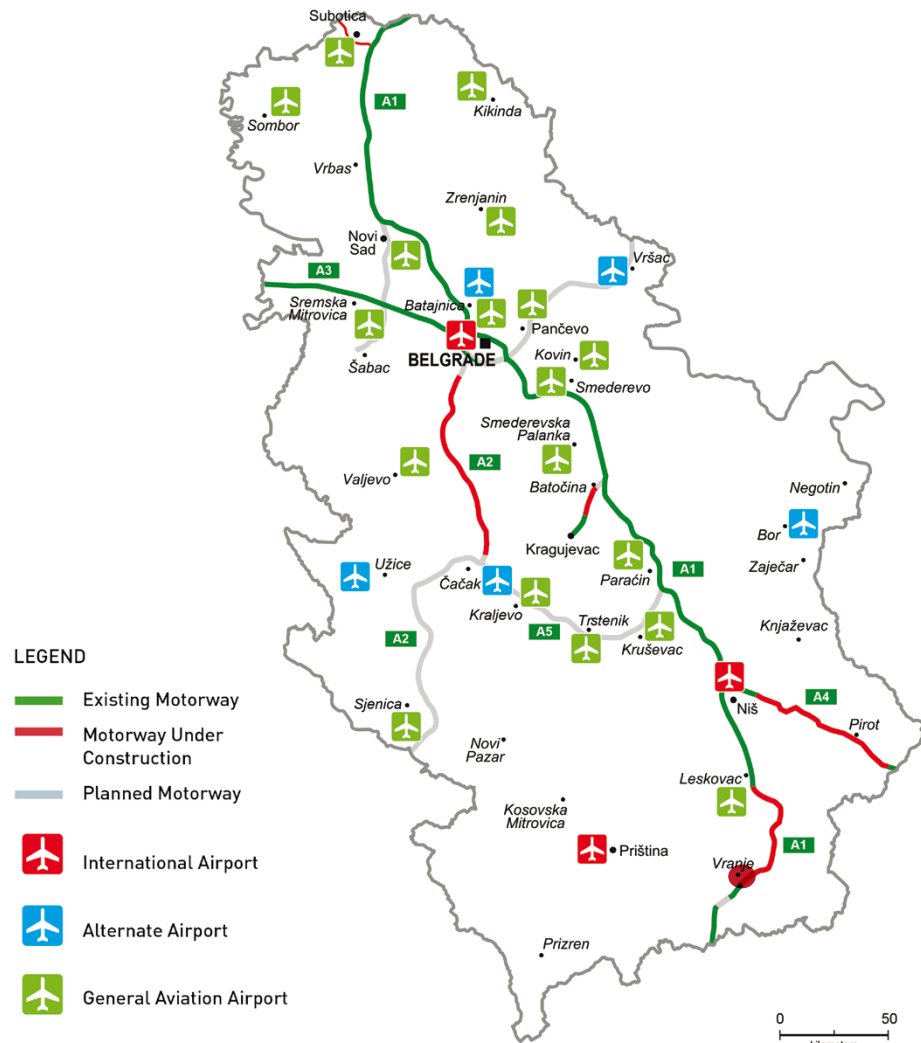 Subotica
A1
Kikinda
Sombor
Vrbas
Zrenjanin
Novi
Sad
Vršac
A3
Batajnica
Sremska
Mitrovica
Pančevo
BELGRADE
Šabac
Kovin
Smederevo
Smederevska
Palanka
A2
Valjevo
Batočina
Negotin
Bor
Kragujevac
Zaječar
Užice
Čačak
Paraćin
A1
Kraljevo
Trstenik
A5
Kruševac
Knjaževac
A2
LEGEND
Existing Motorway
Motorway Under
Construction
Planned Motorway
International Airport
Alternate Airport
General Aviation Airport
Sjenica
Niš
A4
Pirot
Novi
Pazar
Leskovac
Kosovska
Mitrovica
Priština
A1
Vranje
Prizren
0 50